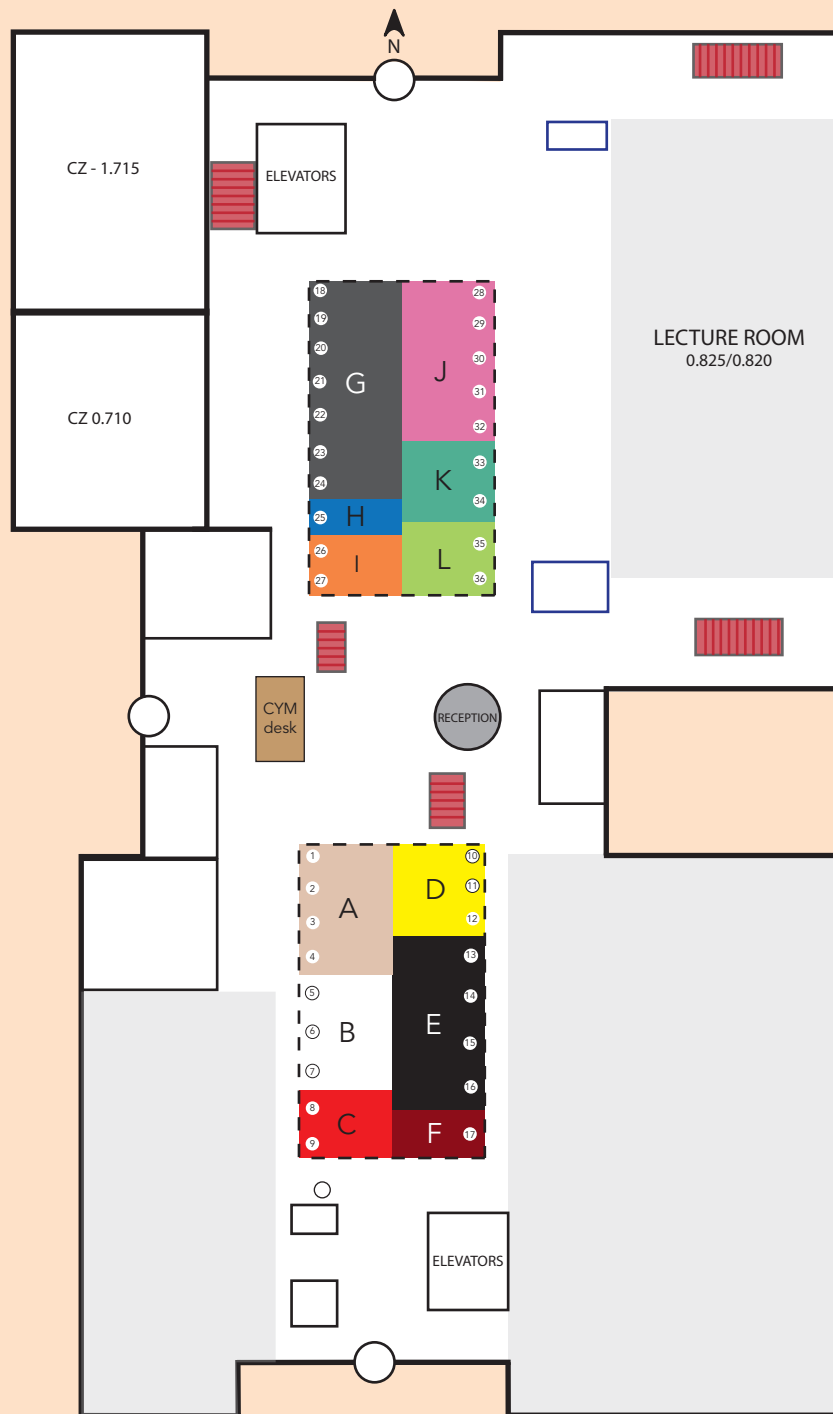 N
CZ - 1.715
ELEVATORS
18
28
19
29
20
LECTURE ROOM
30
0.825/0.820
G
J
21
31
22
CZ 0.710
32
23
33
K
24
34
25
H
35
26
I
L
27
36
CYM
desk
RECEPTION
1
10
2
D
11
A
3
12
4
13
5
14
6
B
E
15
7
16
8
C
F
17
9
ELEVATORS